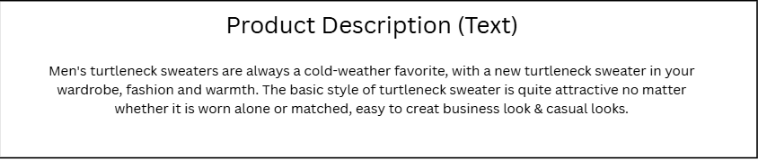 Product Description (Text)
Men's turtleneck sweaters are always a cold-weather favorite, with a new turtleneck sweater in your
wardrobe, fashion and warmth. The basic style of turtleneck sweater is quite attractive no matter
whether it is worn alone or matched, easy to creat business look & casual looks.